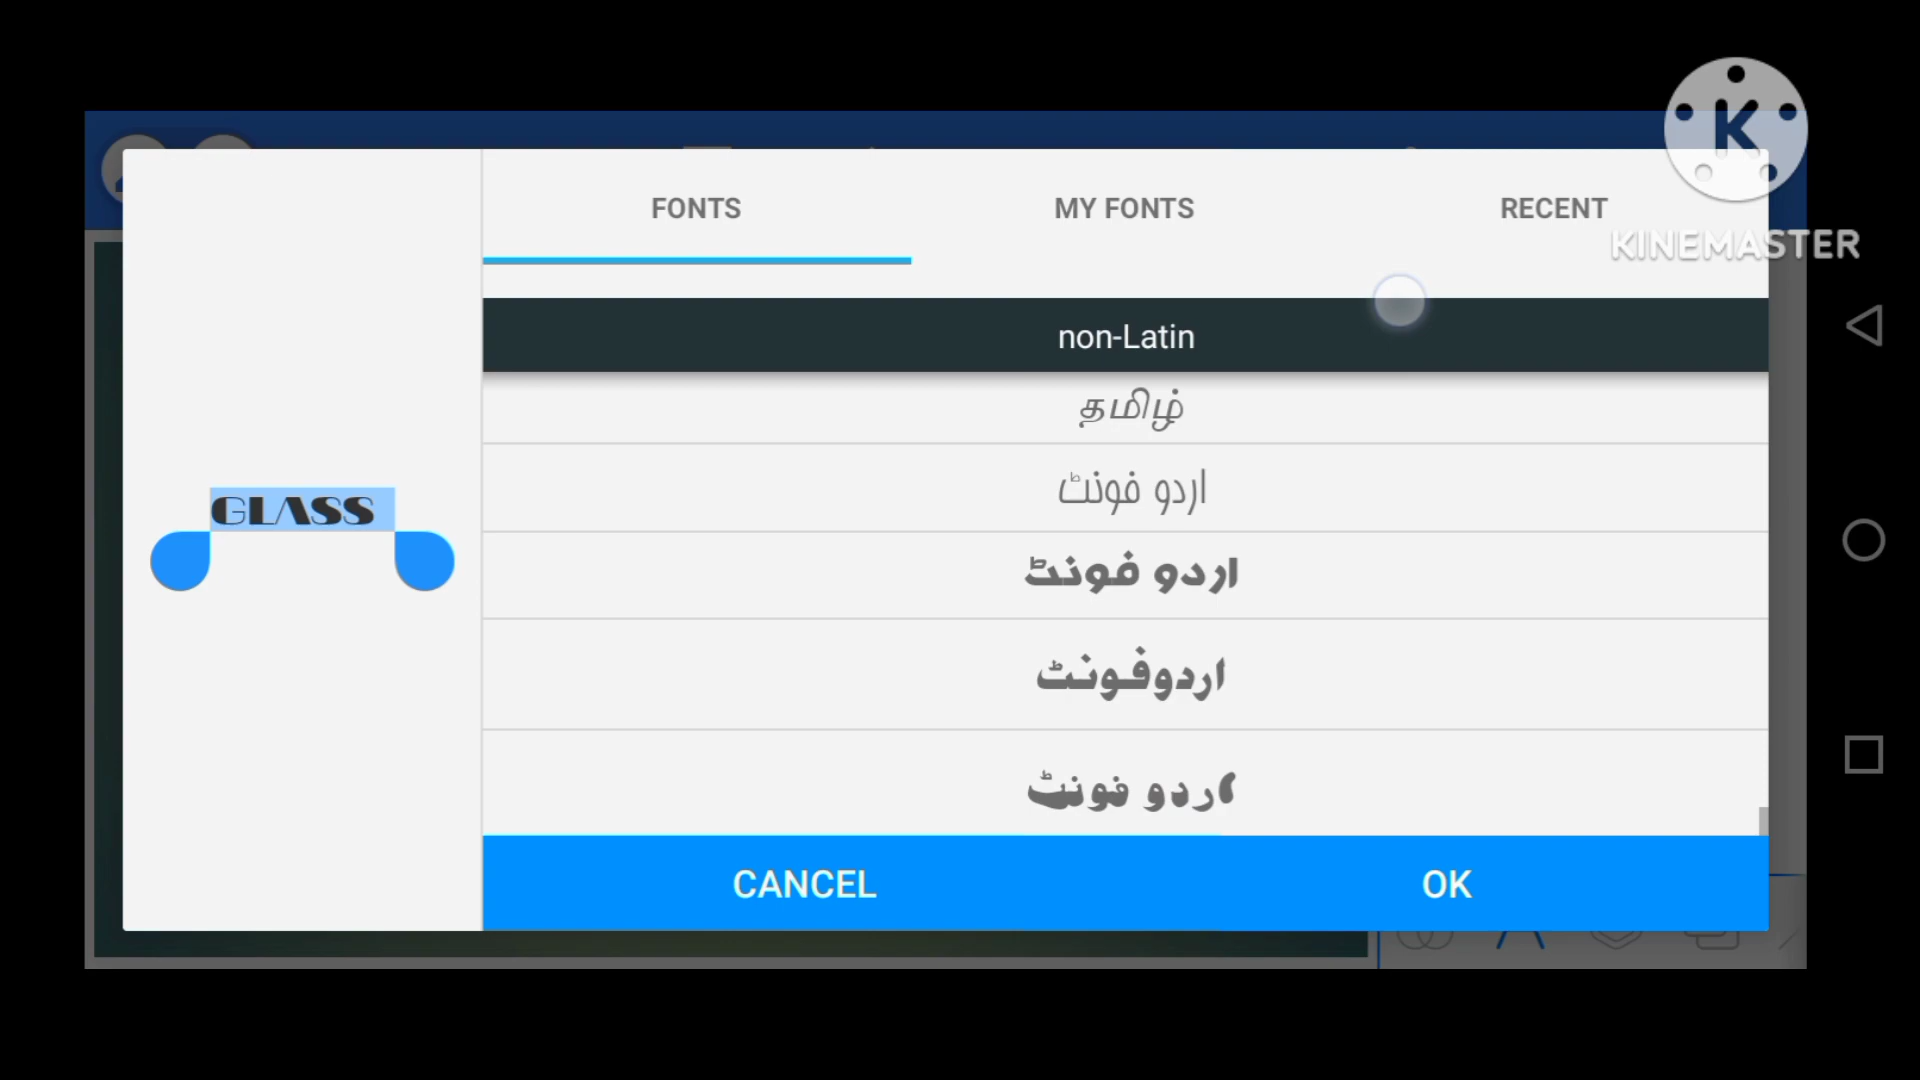 K
KINEMASTER
FONTS
MY FONTS
RECENT
non-Latin
GLASS
தமிழ்
اردو فونٹ
اردو فونٹ
اردوفونٹ
اردو فونٹ
CANCEL
OK